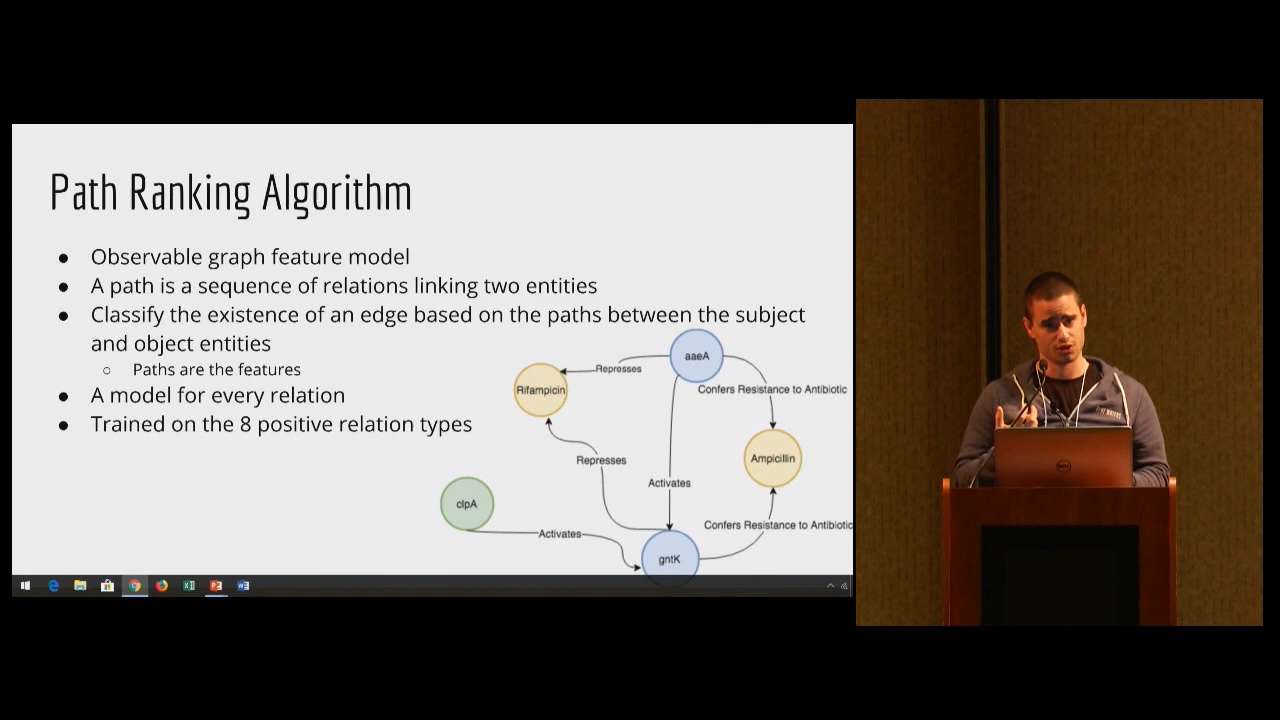 Path Ranking Algorithm
● Observable graph feature model
● A path is a sequence of relations linking two entities
● Classify the existence of an edge based on the paths between the subject
and object entities
○ Paths are the features
● A model for every relation
● Trained on the 8 positive relation types
aaeA
Represses
Rifampicin
Confers Resistance to Antibiotic
Represses
Ampicillin
Activates
clpA
Confers Resistance to Antibiotic
Activates
gntK
DELL